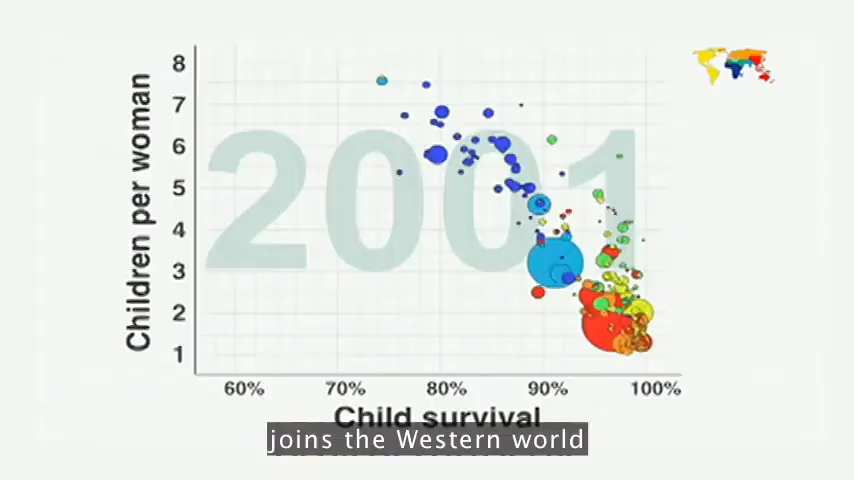 8
7
6
5
4
3
2
1
Children per woman
2001
60% 70% 80% 90% 100%
Child survival
joins the Western world